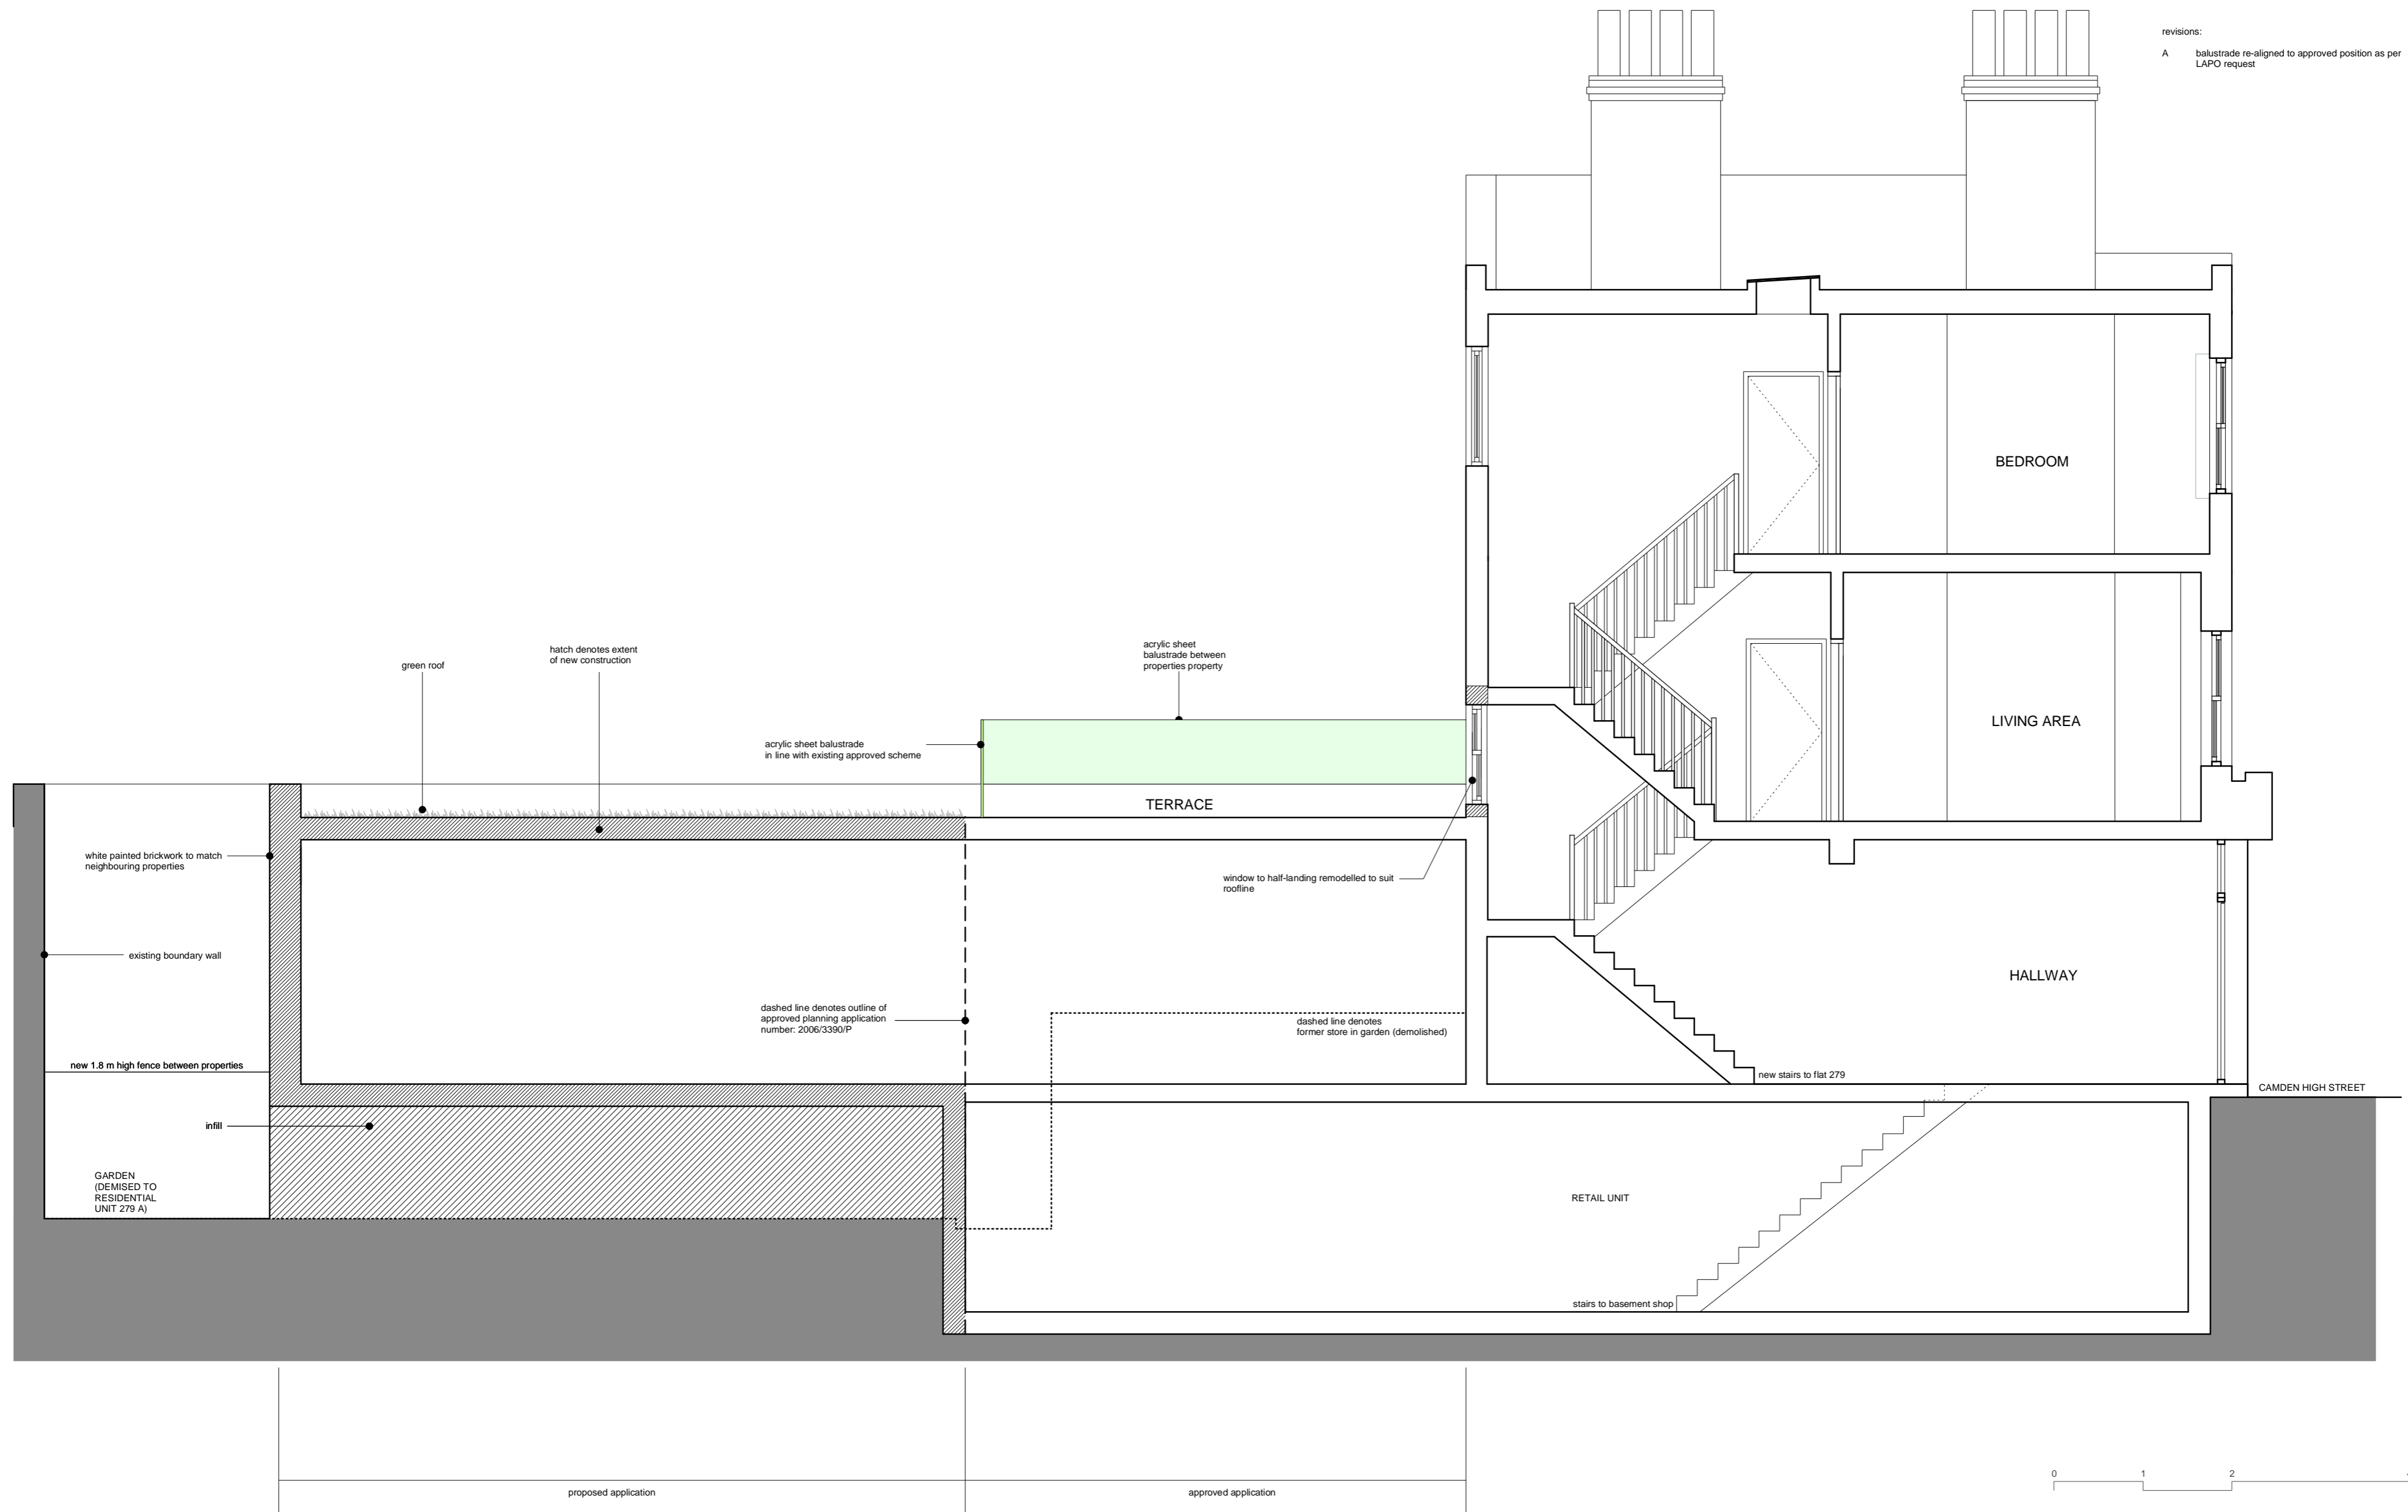 revisions:
A balustrade re-aligned to approved position as per
LAPO request
BEDROOM
LIVING AREA
HALLWAY
acrylic sheet
balustrade between
properties property
hatch denotes extent
of new construction
green roof
acrylic sheet balustrade
in line with existing approved scheme
TERRACE
white painted brickwork to match
neighbouring properties
window to half-landing remodelled to suit
roofline
existing boundary wall
dashed line denotes outline of
approved planning application
number: 2006/3390/P
dashed line denotes
former store in garden (demolished)
new 1.8 m high fence between properties
new stairs to flat 279
CAMDEN HIGH STREET
infill
GARDEN
(DEMISED TO
RESIDENTIAL
UNIT 279 A)
RETAIL UNIT
stairs to basement shop
0 1 2
proposed application
approved application